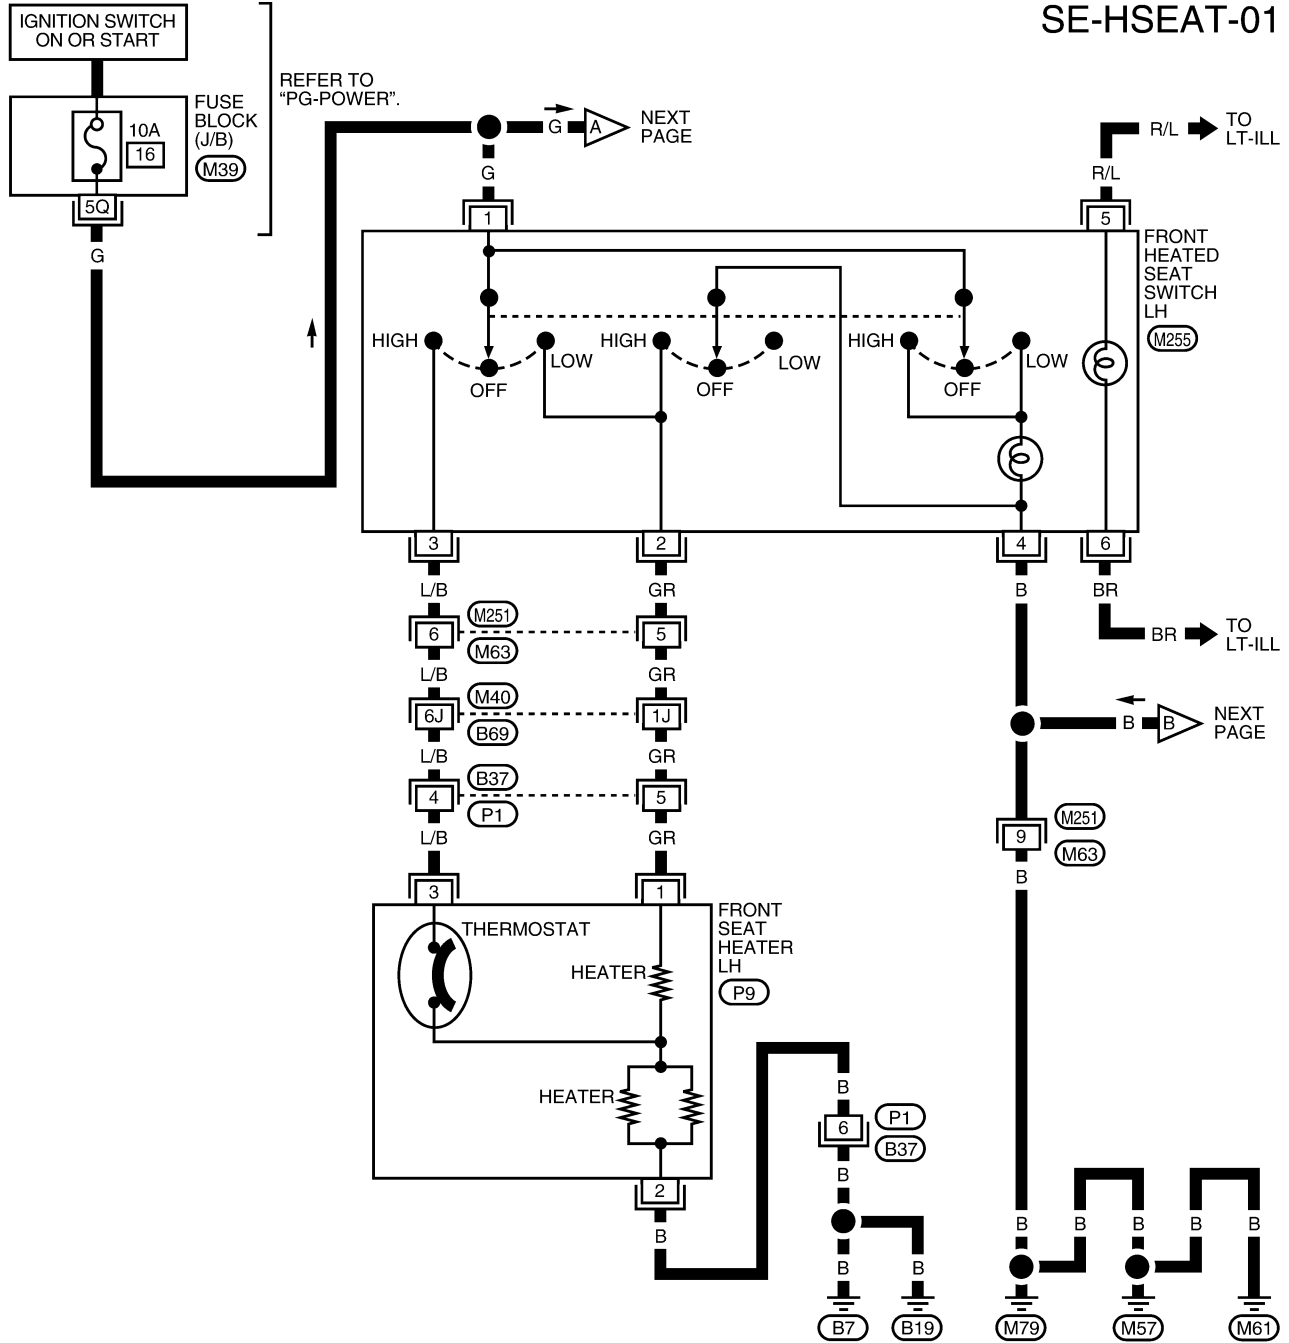 SE-HSEAT-01
IGNITION SWITCH
ON OR START
REFER TO
"PG-POWER".
FUSE
BLOCK
(J/B)
M39
10A
16
5Q
G
G
A
NEXT
PAGE
G
1
R/L
TO
LT-ILL
R/L
5
FRONT
HEATED
SEAT
SWITCH
LH
M255
HIGH
OFF
LOW
HIGH
OFF
LOW
HIGH
OFF
LOW
3
2
4
6
L/B
GR
B
BR
BR
TO
LT-ILL
6
M251
M63
5
L/B
GR
6J
M40
B69
1J
L/B
GR
4
B37
P1
5
L/B
GR
B
B
NEXT
PAGE
9
M251
M63
B
3
1
FRONT
SEAT
HEATER
LH
P9
THERMOSTAT
HEATER
HEATER
2
B
B
6
P1
B37
B
B
B
B
B
B
B
B
B7
B19
M79
M57
M61